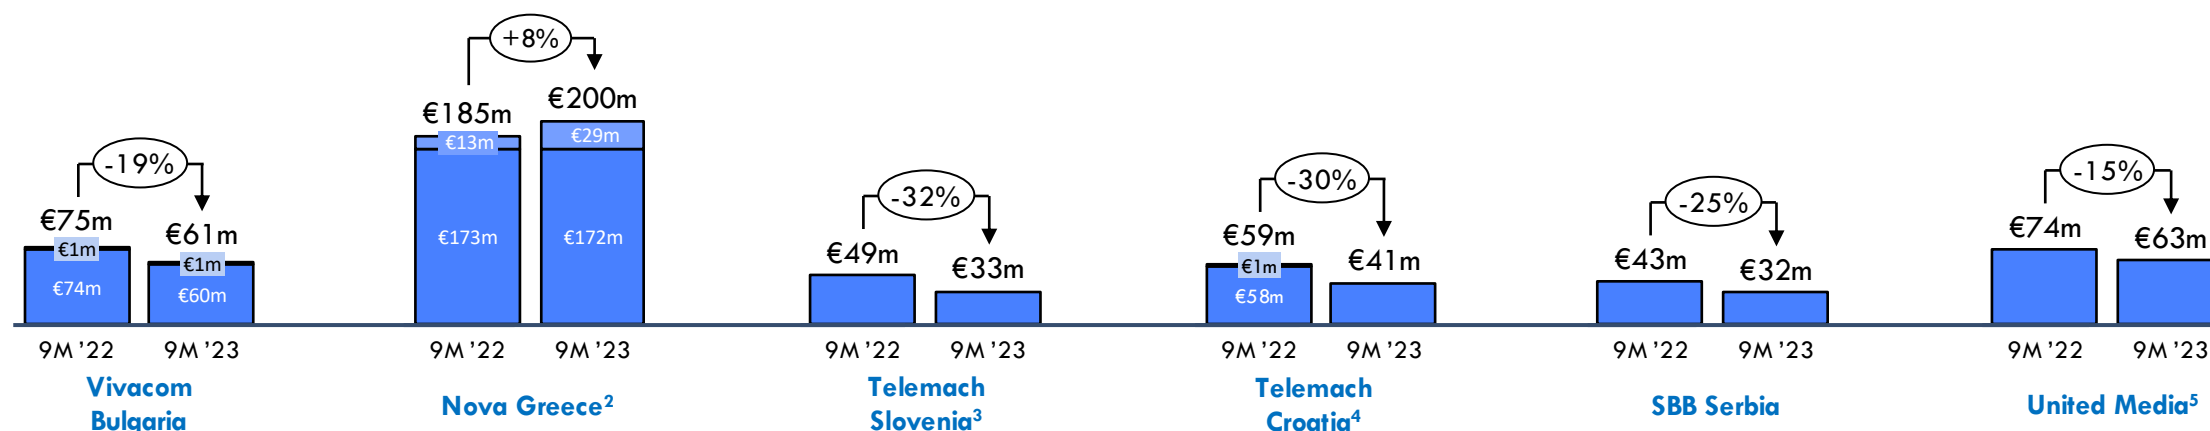 +8%
€185m
€200m
€13m
€29m
€173m
€172m
-19%
€75m
€61m
€1m
€1m
€74m
€60m
-32%
€49m
€33m
-30%
€59m
€41m
€1m
€58m
-25%
€43m
€32m
-15%
€74m
€63m
9M '22
9M '23
9M '22
9M '23
9M '22
9M '23
9M '22
9M '23
9M '22
9M '23
9M '22
9M '23
Vivacom
Bulgaria
Nova Greece²
Telemach
Slovenia³
Telemach
Croatia⁴
SBB Serbia
United Media⁵